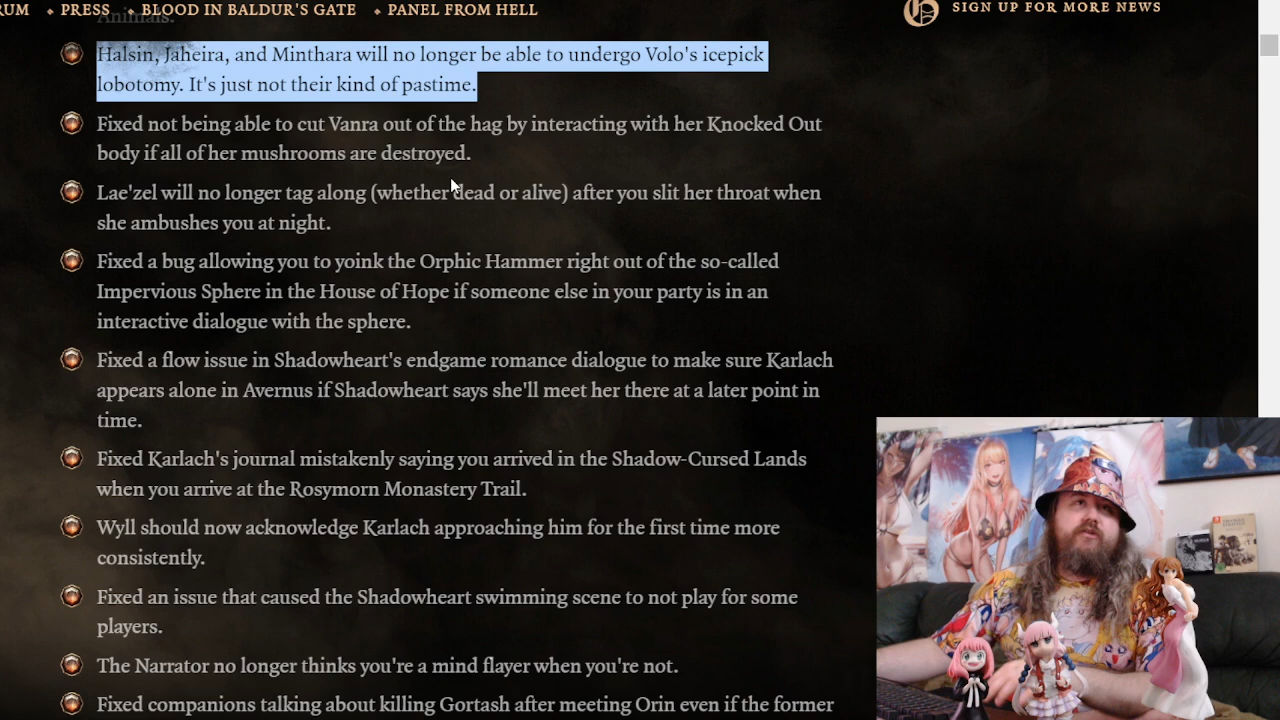 RUM ◆ PRESS ◆ BLOOD IN BALDUR'S GATE ◆ PANEL FROM HELL
SIGN UP FOR MORE NEWS
Animals.
Halsin, Jaheira, and Minthara will no longer be able to undergo Volo's icepick
lobotomy. It's just not their kind of pastime.
Fixed not being able to cut Vanra out of the hag by interacting with her Knocked Out
body if all of her mushrooms are destroyed.
Lae'zel will no longer tag along (whether dead or alive) after you slit her throat when
she ambushes you at night.
Fixed a bug allowing you to yoink the Orphic Hammer right out of the so-called
Impervious Sphere in the House of Hope if someone else in your party is in an
interactive dialogue with the sphere.
Fixed a flow issue in Shadowheart's endgame romance dialogue to make sure Karlach
appears alone in Avernus if Shadowheart says she'll meet her there at a later point in
time.
Fixed Karlach's journal mistakenly saying you arrived in the Shadow-Cursed Lands
when you arrive at the Rosymorn Monastery Trail.
Wyll should now acknowledge Karlach approaching him for the first time more
consistently.
Fixed an issue that caused the Shadowheart swimming scene to not play for some
players.
The Narrator no longer thinks you're a mind flayer when you're not.
Fixed companions talking about killing Gortash after meeting Orin even if the former